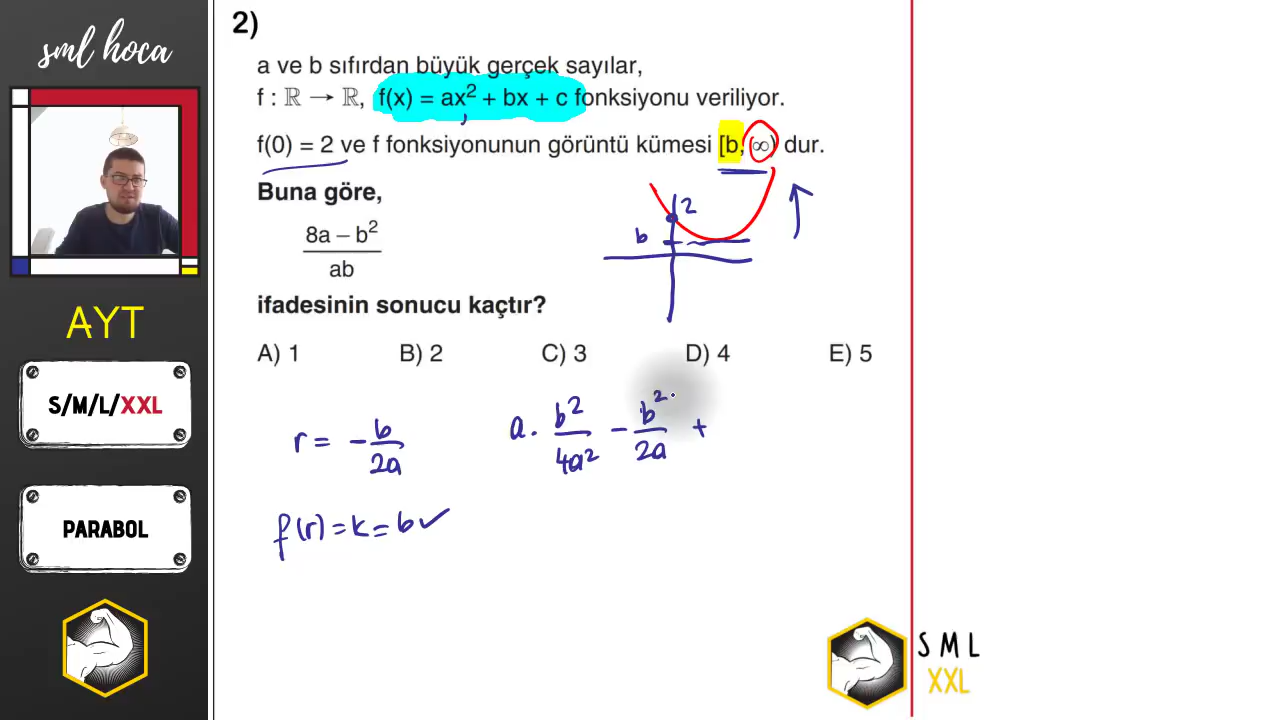 sml hoca
AYT
S/M/L/XXL
PARABOL
2)
a ve b sıfırdan büyük gerçek sayılar,
f : ℝ → ℝ, f(x) = ax² + bx + c fonksiyonu veriliyor.
f(0) = 2 ve f fonksiyonunun görüntü kümesi [b, ∞) dur.
Buna göre,
8a – b²
ab
ifadesinin sonucu kaçtır?
A) 1 B) 2 C) 3 D) 4 E) 5
2
b
r = - b/2a
a. b²/4a² - b²/2a +
f(r) = k = b ✓
SML
XXL